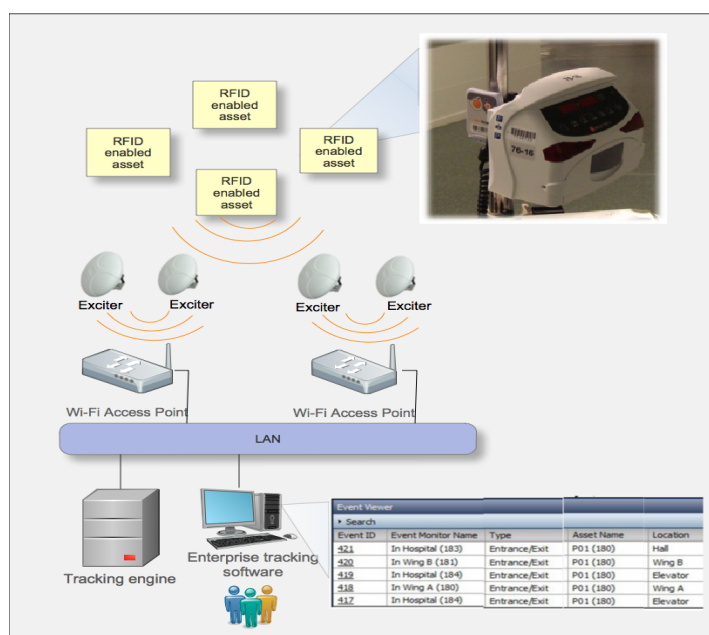 RFID
enabled
asset
RFID
enabled
asset
RFID
enabled
asset
RFID
enabled
asset
76-16
Exciter
Exciter
Exciter
Exciter
Wi-Fi Access Point
Wi-Fi Access Point
LAN
Tracking engine
Enterprise tracking
software
Event Viewer
Search
Event ID Event Monitor Name Type Asset Name Location
421 In Hospital (183) Entrance/Exit P01 (180) Hall
420 In Wing B (181) Entrance/Exit P01 (180) Wing B
419 In Hospital (184) Entrance/Exit P01 (180) Elevator
418 In Wing A (180) Entrance/Exit P01 (180) Wing A
417 In Hospital (184) Entrance/Exit P01 (180) Elevator